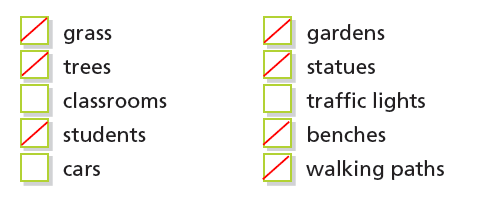 grass
trees
classrooms
students
cars
gardens
statues
traffic lights
benches
walking paths